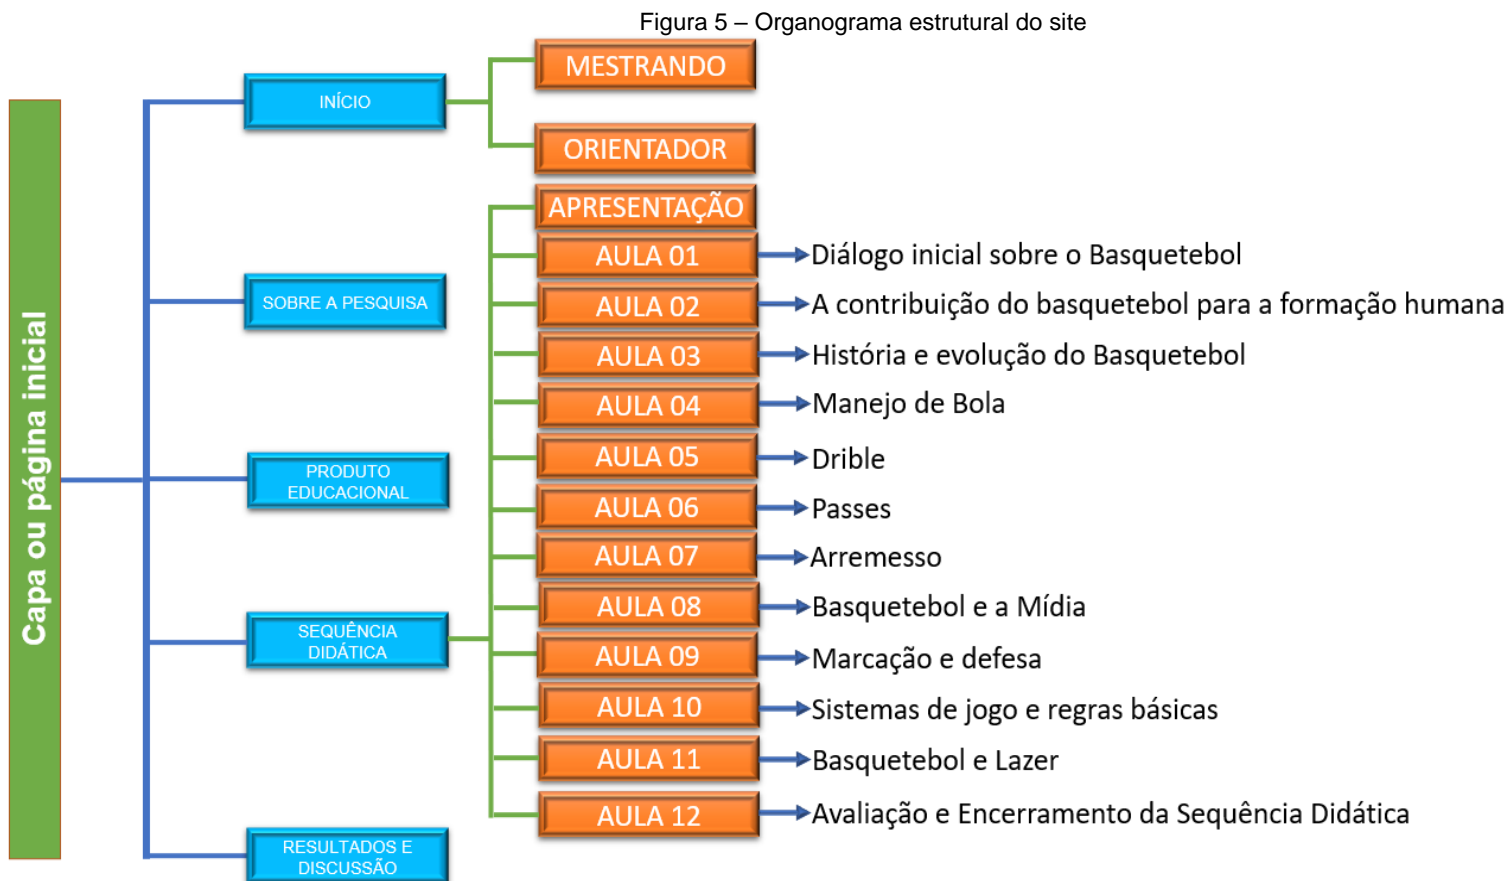 Figura 5 – Organograma estrutural do site
Capa ou página inicial
INÍCIO
MESTRANDO
ORIENTADOR
SOBRE A PESQUISA
PRODUTO
EDUCACIONAL
SEQUÊNCIA
DIDÁTICA
APRESENTAÇÃO
AULA 01 Diálogo inicial sobre o Basquetebol
AULA 02 A contribuição do basquetebol para a formação humana
AULA 03 História e evolução do Basquetebol
AULA 04 Manejo de Bola
AULA 05 Drible
AULA 06 Passes
AULA 07 Arremesso
AULA 08 Basquetebol e a Mídia
AULA 09 Marcação e defesa
AULA 10 Sistemas de jogo e regras básicas
AULA 11 Basquetebol e Lazer
AULA 12 Avaliação e Encerramento da Sequência Didática
RESULTADOS E
DISCUSSÃO